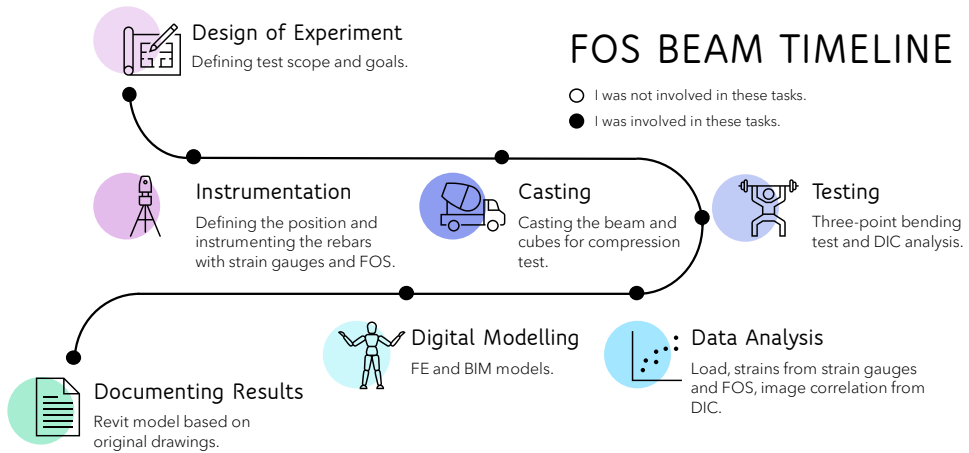 Design of Experiment
Defining test scope and goals.
FOS BEAM TIMELINE
I was not involved in these tasks.
I was involved in these tasks.
Instrumentation
Defining the position and
instrumenting the rebars
with strain gauges and FOS.
Casting
Casting the beam and
cubes for compression
test.
Testing
Three-point bending
test and DIC analysis.
Digital Modelling
FE and BIM models.
Data Analysis
Load, strains from strain gauges
and FOS, image correlation from
DIC.
Documenting Results
Revit model based on
original drawings.